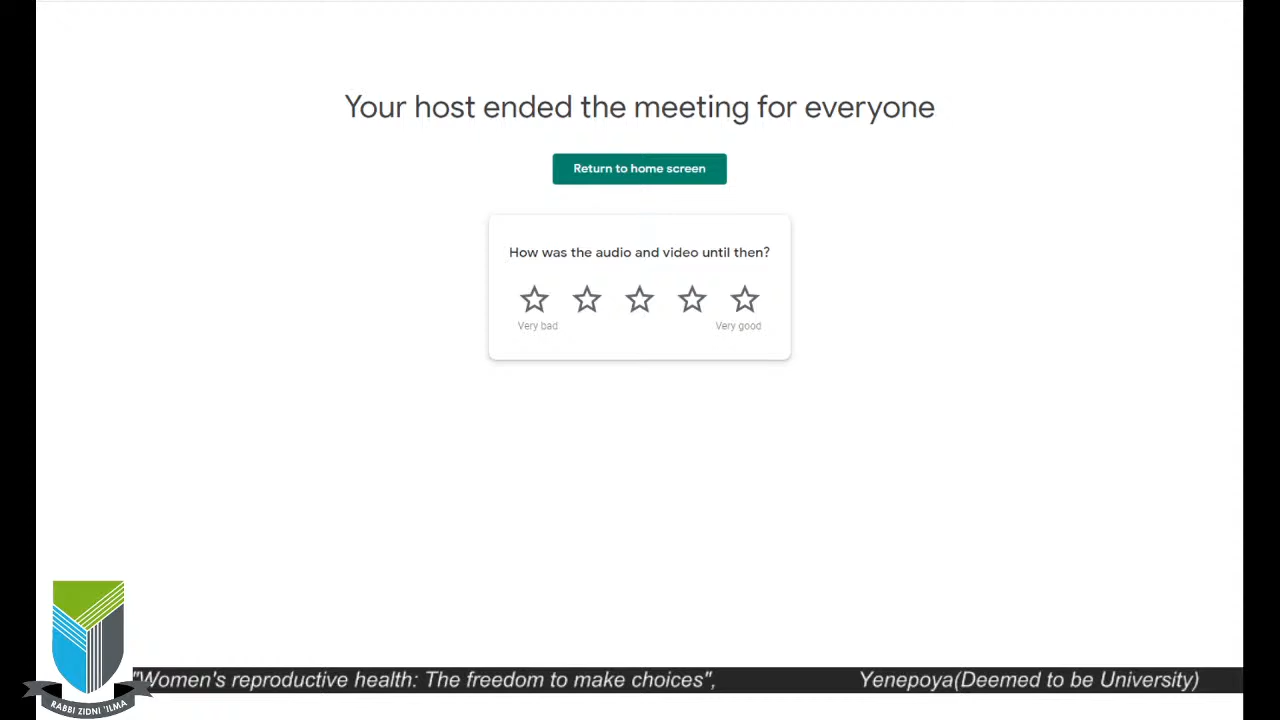 Your host ended the meeting for everyone
Return to home screen
How was the audio and video until then?
Very bad Very good
"Women's reproductive health: The freedom to make choices", Yenepoya(Deemed to be University)
RABBI ZIDNI 'ILMA